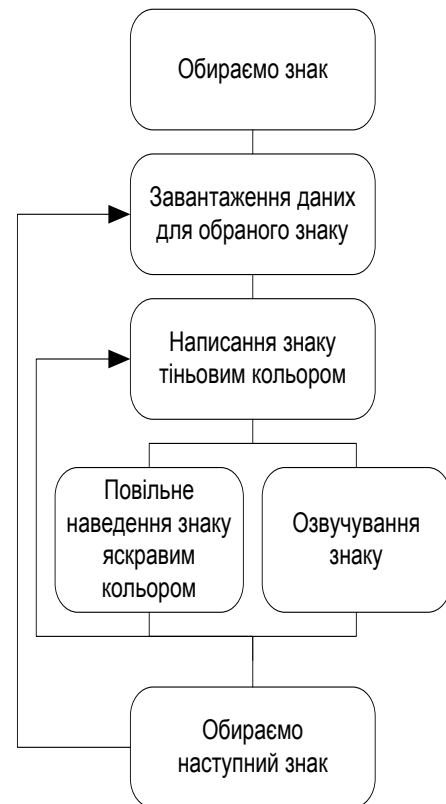 Обираємо знак
Завантаження даних
для обраного знаку
Написання знаку
тіньовим кольором
Повільне
наведення знаку
яскравим
кольором
Озвучування
знаку
Обираємо
наступний знак